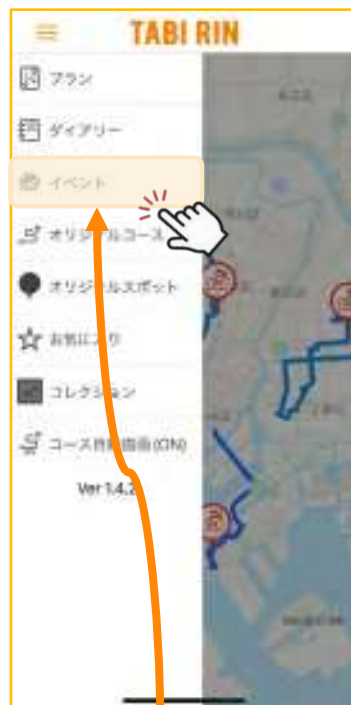 TABI RIN
プラン
ダイアリー
イベント
オリジナルコース
オリジナルスポット
お気に入り
コレクション
コース自動描画(ON)
Ver 1.4.2